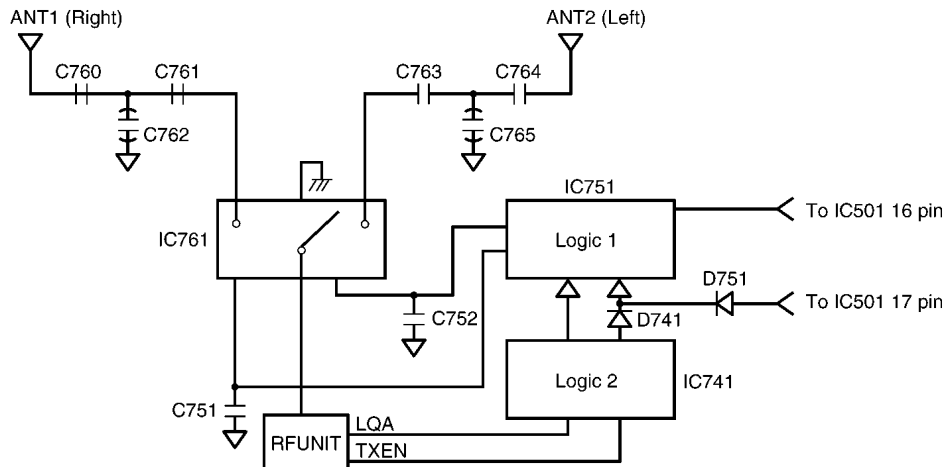 ANT1 (Right)
ANT2 (Left)
C760
C761
C763
C764
C762
C765
IC751
IC761
Logic 1
To IC501 16 pin
D751
C752
D741
To IC501 17 pin
Logic 2
IC741
C751
LQA
RFUNIT
TXEN